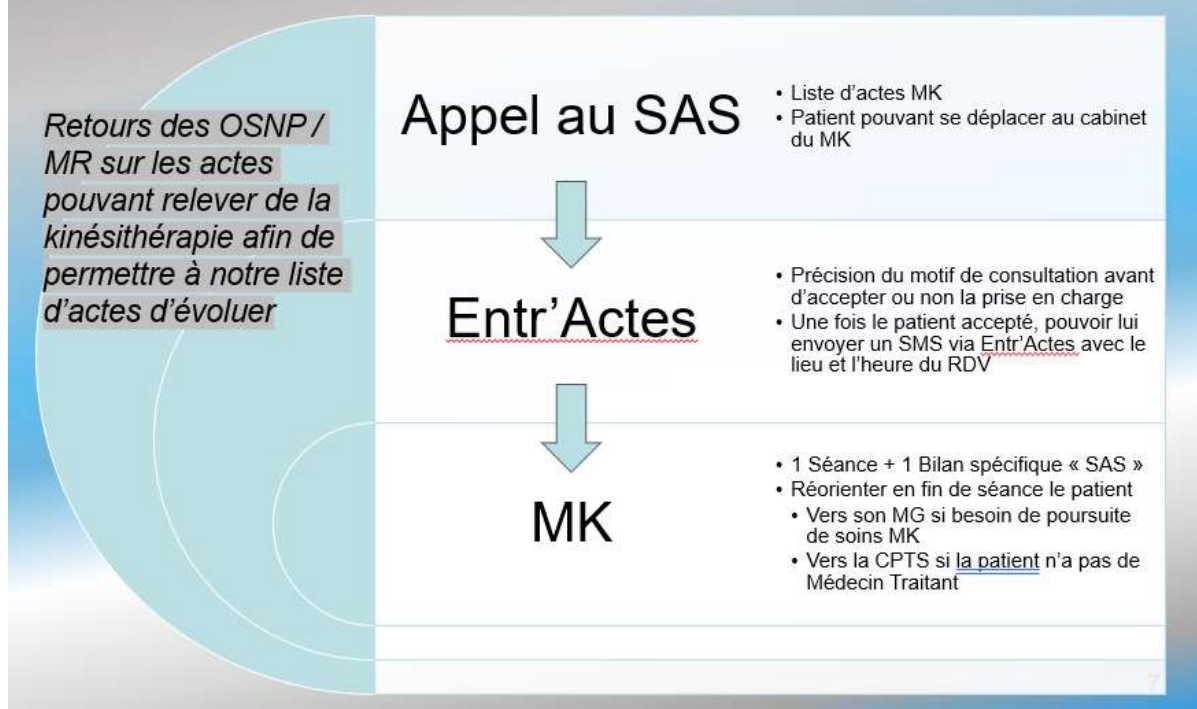 Retours des OSNP /
MR sur les actes
pouvant relever de la
kinésithérapie afin de
permettre à notre liste
d’actes d’évoluer
Appel au SAS
• Liste d’actes MK
• Patient pouvant se déplacer au cabinet
du MK
Entr’Actes
• Précision du motif de consultation avant
d’accepter ou non la prise en charge
• Une fois le patient accepté, pouvoir lui
envoyer un SMS via Entr’Actes avec le
lieu et l’heure du RDV
MK
• 1 Séance + 1 Bilan spécifique « SAS »
• Réorienter en fin de séance le patient
• Vers son MG si besoin de poursuite
de soins MK
• Vers la CPTS si la patient n’a pas de
Médecin Traitant
7